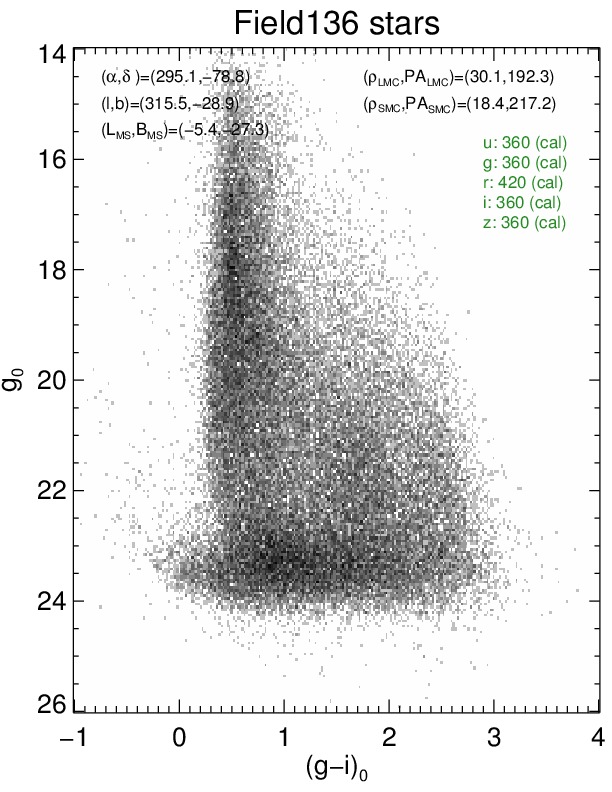 Field136 stars
(α,δ )=(295.1,−78.8)
(ρLMC,PALMC)=(30.1,192.3)
(l,b)=(315.5,−28.9)
(ρSMC,PASMC)=(18.4,217.2)
(LMS,BMS)=(−5.4,−27.3)
u: 360 (cal)
g: 360 (cal)
r: 420 (cal)
i: 360 (cal)
z: 360 (cal)
14
16
18
20
22
24
26
g0
−1 0 1 2 3 4
(g−i)0